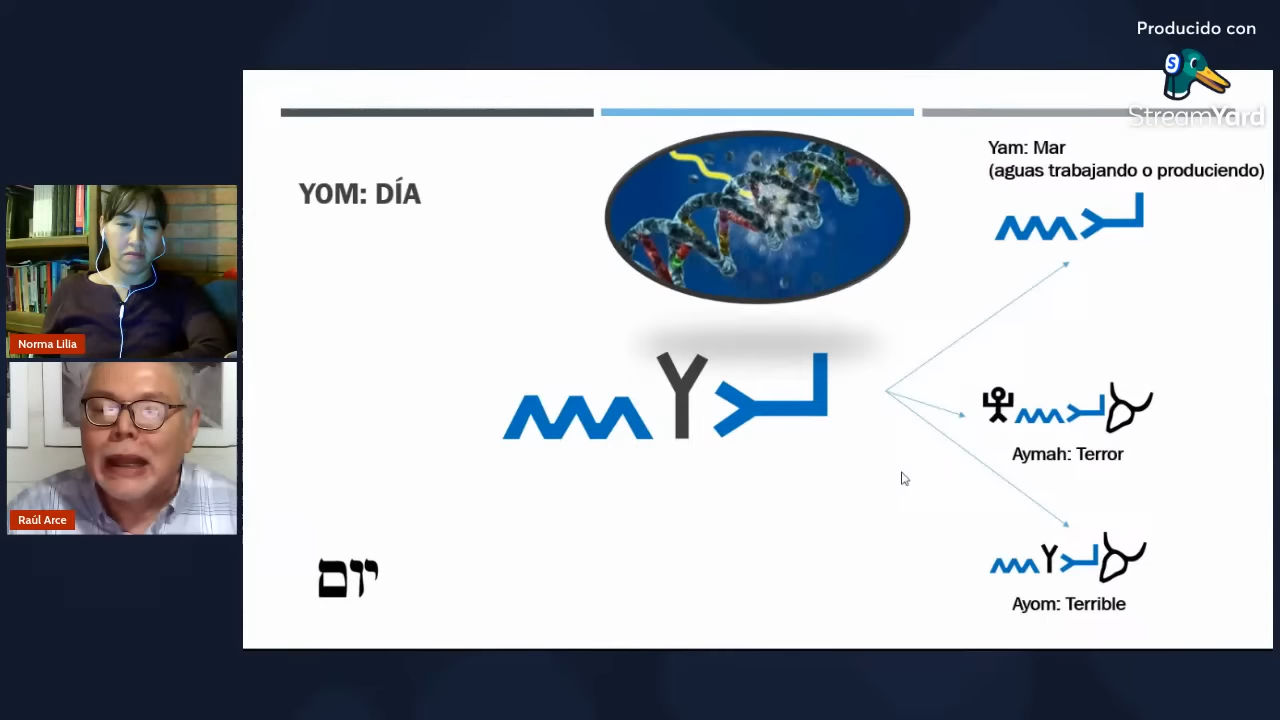 Producido con
StreamYard
Yam: Mar
(aguas trabajando o produciendo)
YOM: DÍA
Norma Lilia
Aymah: Terror
Raúl Arce
יום
Ayom: Terrible